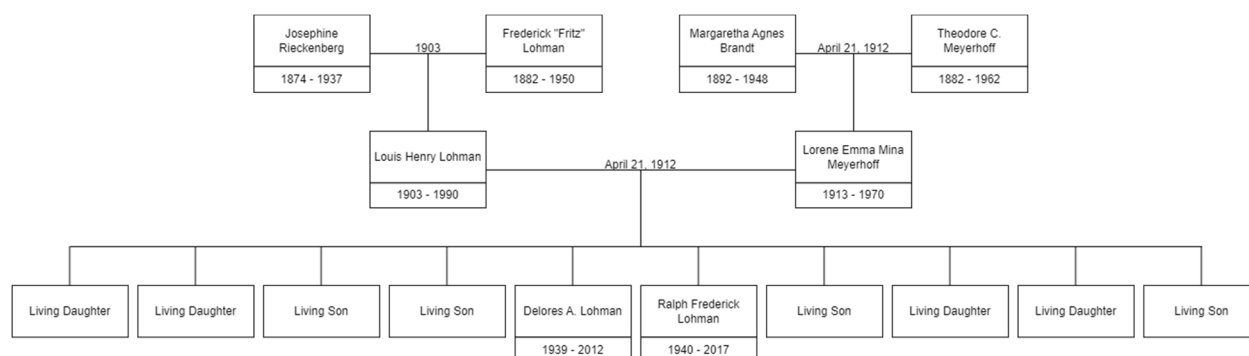 Josephine
Rieckenberg
1874 - 1937
1903
Frederick "Fritz"
Lohman
1882 - 1950
Margaretha Agnes
Brandt
1892 - 1948
April 21, 1912
Theodore C.
Meyerhoff
1882 - 1962
Louis Henry Lohman
1903 - 1990
April 21, 1912
Lorene Emma Mina
Meyerhoff
1913 - 1970
Living Daughter
Living Daughter
Living Son
Living Son
Delores A. Lohman
1939 - 2012
Ralph Frederick
Lohman
1940 - 2017
Living Son
Living Daughter
Living Daughter
Living Son